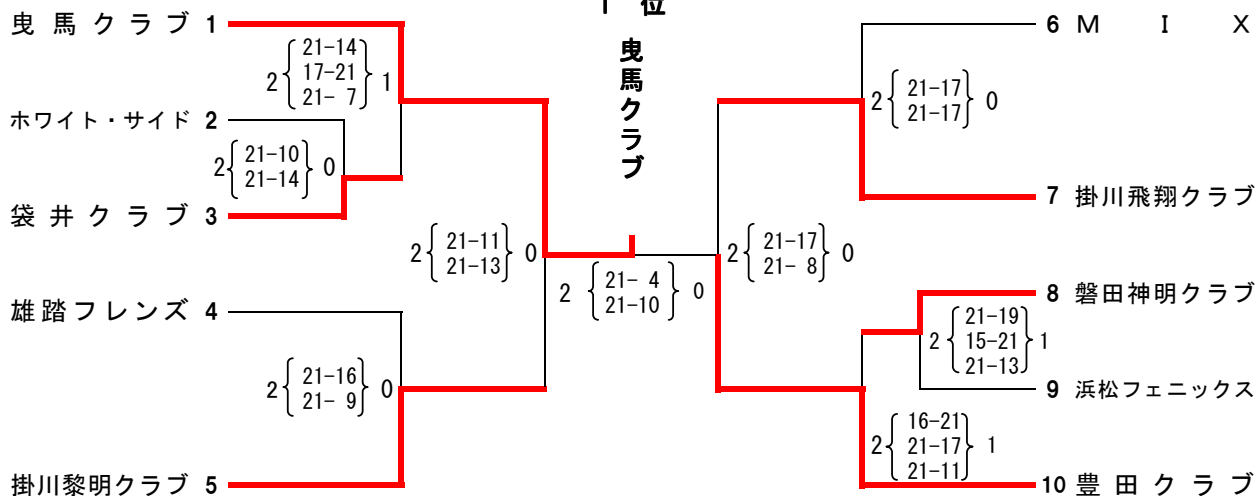 1 位
曳馬クラブ
曳馬クラブ 1
21-14
2 17-21 1
21- 7
ホワイト・サイド 2
2 21-10 0
21-14
袋井クラブ 3
2 21-11 0
21-13
雄踏フレンズ 4
2 21-16 0
21- 9
掛川黎明クラブ 5
2 21- 4 0
21-10
6 M I X
2 21-17 0
21-17
7 掛川飛翔クラブ
2 21-17 0
21- 8
8 磐田神明クラブ
21-19
2 15-21 1
21-13
9 浜松フェニックス
16-21
2 21-17 1
21-11
10 豊田クラブ